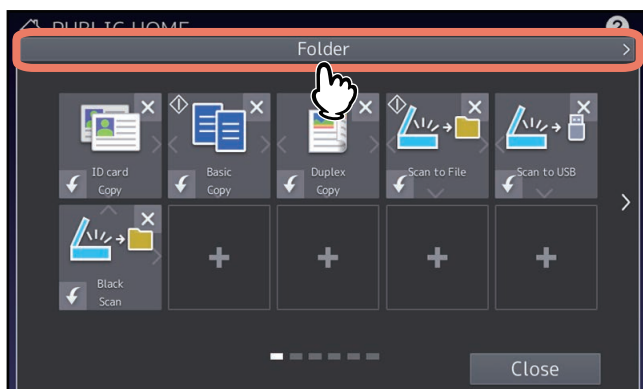 PUBLIC HOME
?
Folder
ID card
Copy
Basic
Copy
Duplex
Copy
Scan to File
Scan to USB
Black
Scan
Close